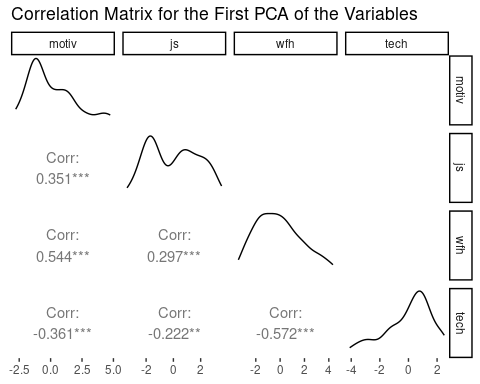 Correlation Matrix for the First PCA of the Variables
motiv js wfh tech
motiv
Corr:
0.351***
js
Corr: Corr:
0.544*** 0.297***
wfh
Corr: Corr: Corr:
-0.361*** -0.222** -0.572***
tech
-2.5 0.0 2.5 5.0 -2 0 2 -2 0 2 4 -4 -2 0 2